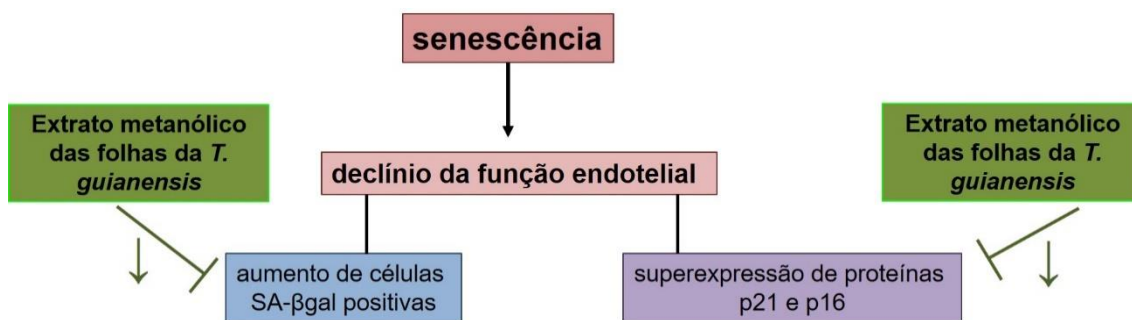 senescência
Extrato metanólico
das folhas da T.
guianensis
Extrato metanólico
das folhas da T.
guianensis
declínio da função endotelial
aumento de células
SA-βgal positivas
superexpressão de proteínas
p21 e p16